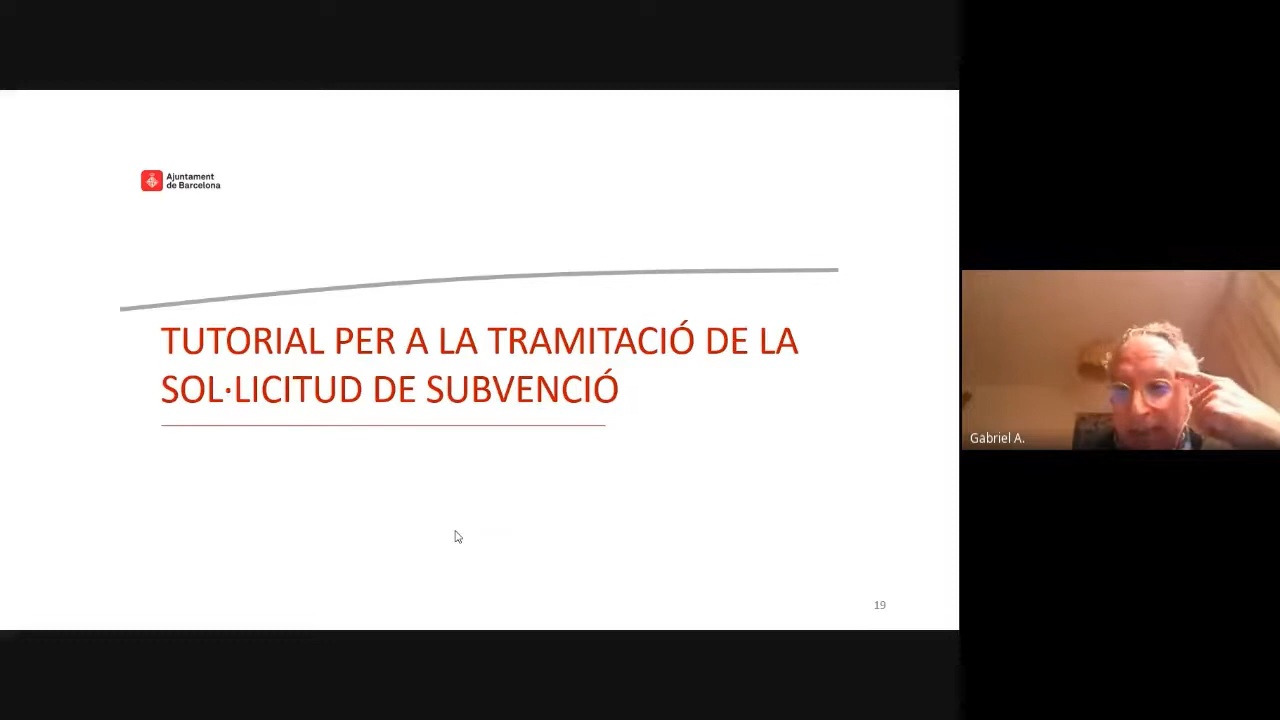 Ajuntament
de Barcelona
TUTORIAL PER A LA TRAMITACIÓ DE LA
SOL·LICITUD DE SUBVENCIÓ
19
Gabriel A.